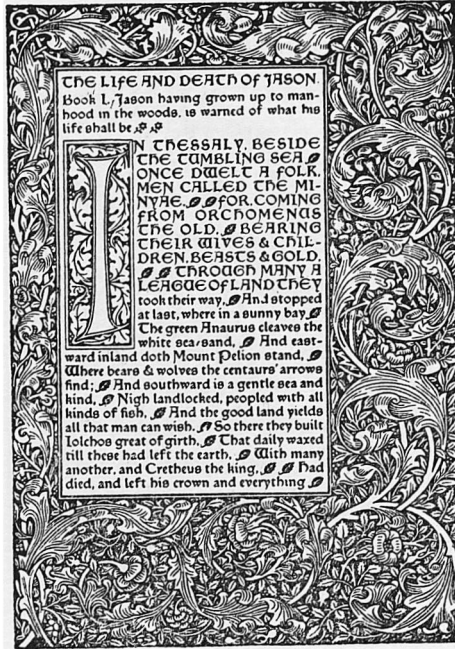 THE LIFE AND DEATH OF JASON.
Book I. Jason having grown up to man-
hood in the woods, is warned of what his
life shall be
IN THESSALY, BESIDE
THE TUMBLING SEA
ONCE DWELT A FOLK,
MEN CALLED THE MI-
NYAE, FOR, COMING
FROM ORCHOMENUS
THE OLD, BEARING
THEIR WIVES & CHIL-
DREN, BEASTS & GOLD,
THROUGH MANY A
LEAGUE OF LAND THEY
took their way, And stopped
at last, where in a sunny bay
The green Anaurus cleaves the
white sea-sand, And east-
ward inland doth Mount Pelion stand,
Where bears & wolves the centaurs' arrows
find; And southward is a gentle sea and
kind, Nigh landlocked, peopled with all
kinds of fish, And the good land yields
all that man can wish. So there they built
Iolchos great of girth, That daily waxed
till these had left the earth, With many
another, and Cretheus the king, Had
died, and left his crown and everything